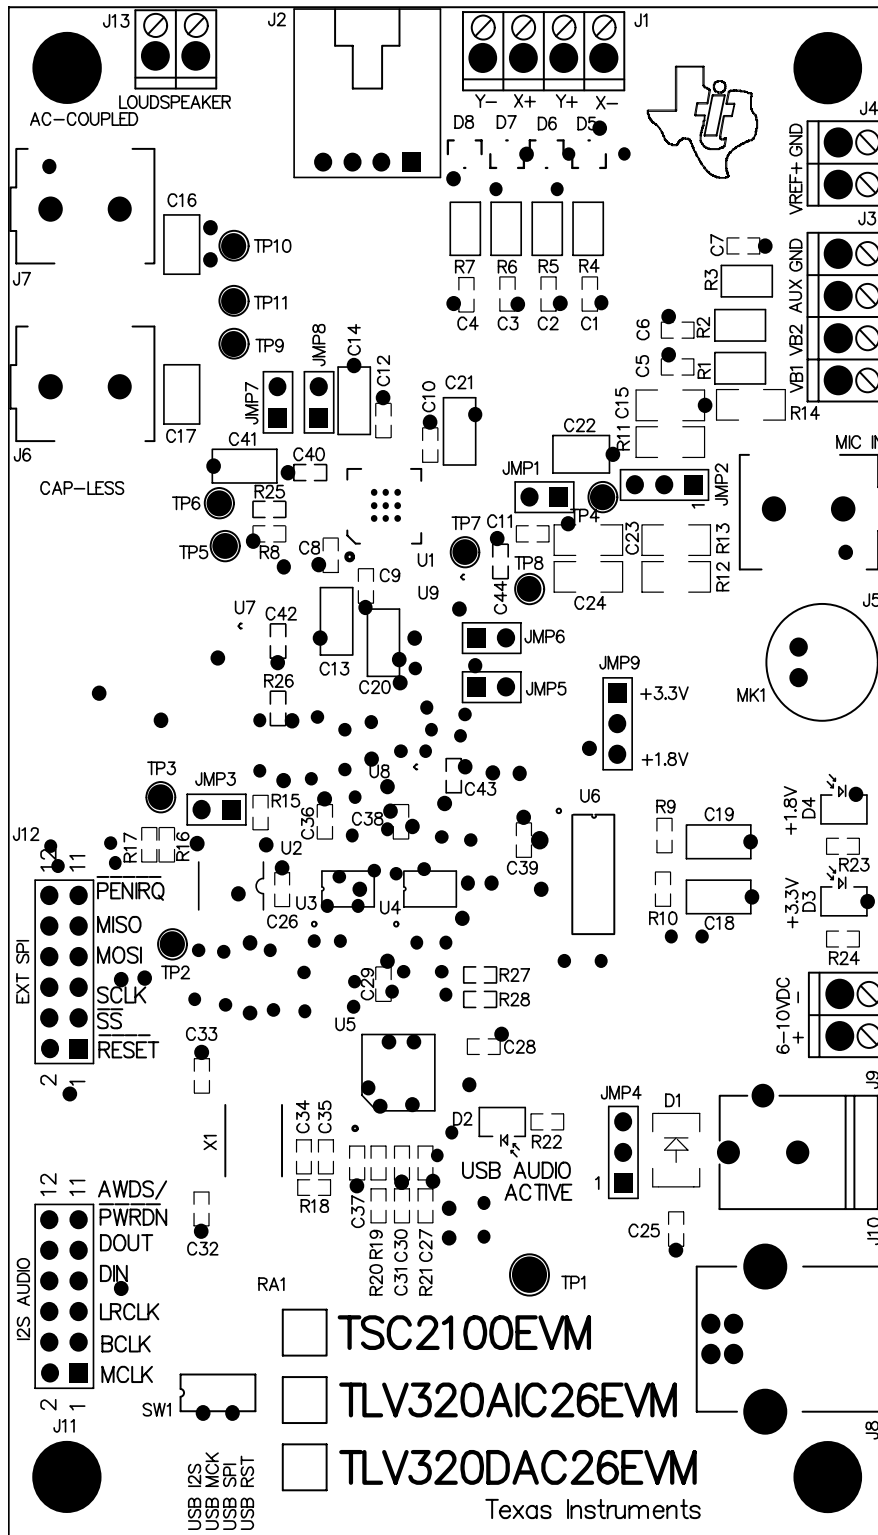 J13
J2
J1
LOUDSPEAKER
AC-COUPLED
Y- X+ Y+ X-
D8 D7 D6 D5
J4
VREF+ GND
J3
C16
TP10
J7
TP11
TP9
R7 R6 R5 R4
C4 C3 C2 C1
C7
R3
C6
R2
C5
R1
AUX GND
VB1 VB2
JMP7
JMP8
C14
C12
C10
C21
C15
R14
C17
J6
CAP-LESS
C41
C40
C22
R11
MIC IN
JMP1
JMP2
1
TP6
R25
TP5
R8
C8
U1
TP7
C11
TP4
C23
R13
TP8
C9
U9
C44
C24
R12
J5
U7
C42
C13
C20
JMP6
JMP9
R26
JMP5
+3.3V
MK1
+1.8V
TP3
JMP3
R15
U8
C43
U6
C36
C38
C39
R9
C19
+1.8V
D4
J12
R17
R16
U2
R23
12 11
PENIRQ
MISO
MOSI
SCLK
SS
RESET
EXT SPI
2 1
C26
U3
U4
R10
C18
+3.3V
D3
R24
TP2
C29
R27
R28
U5
C28
6-10VDC
-
+
J9
C33
X1
C34
C35
R18
D2
R22
JMP4
D1
1
USB AUDIO
ACTIVE
C37
R19
C30
C27
R20
C31
R21
C32
C25
J10
12 11
AWDS/
PWRDN
DOUT
DIN
LRCLK
BCLK
MCLK
I2S AUDIO
2 1
J11
RA1
TP1
TSC2100EVM
TLV320AIC26EVM
TLV320DAC26EVM
SW1
J8
USB I2S
USB MCK
USB SPI
USB RST
Texas Instruments